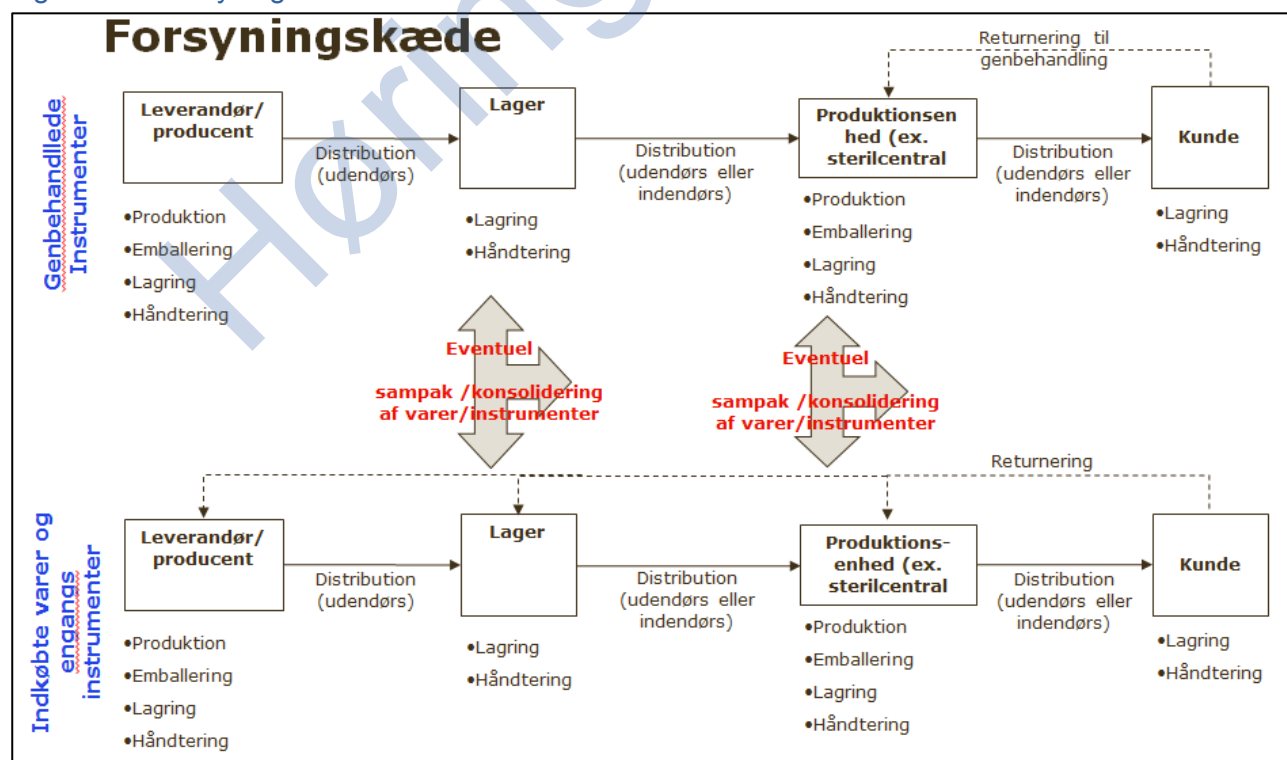 Forsyningskæde
Høring
Genbehandllede
Instrumenter
Returnering til
genbehandling
Leverandør/
producent
Lager
Produktionsen
hed (ex.
sterilcentral
Kunde
Distribution
(udendørs)
Distribution
(udendørs eller
indendørs)
Distribution
(udendørs eller
indendørs)
•Produktion
•Emballering
•Lagring
•Håndtering
•Lagring
•Håndtering
•Produktion
•Emballering
•Lagring
•Håndtering
•Lagring
•Håndtering
Eventuel
sampak /konsolidering
af varer/instrumenter
Eventuel
sampak /konsolidering
af varer/instrumenter
Indkøbte varer og
engangs
instrumenter
Returnering
Leverandør/
producent
Lager
Produktions-
enhed (ex.
sterilcentral
Kunde
Distribution
(udendørs)
Distribution
(udendørs eller
indendørs)
Distribution
(udendørs eller
indendørs)
•Produktion
•Emballering
•Lagring
•Håndtering
•Lagring
•Håndtering
•Produktion
•Emballering
•Lagring
•Håndtering
•Lagring
•Håndtering